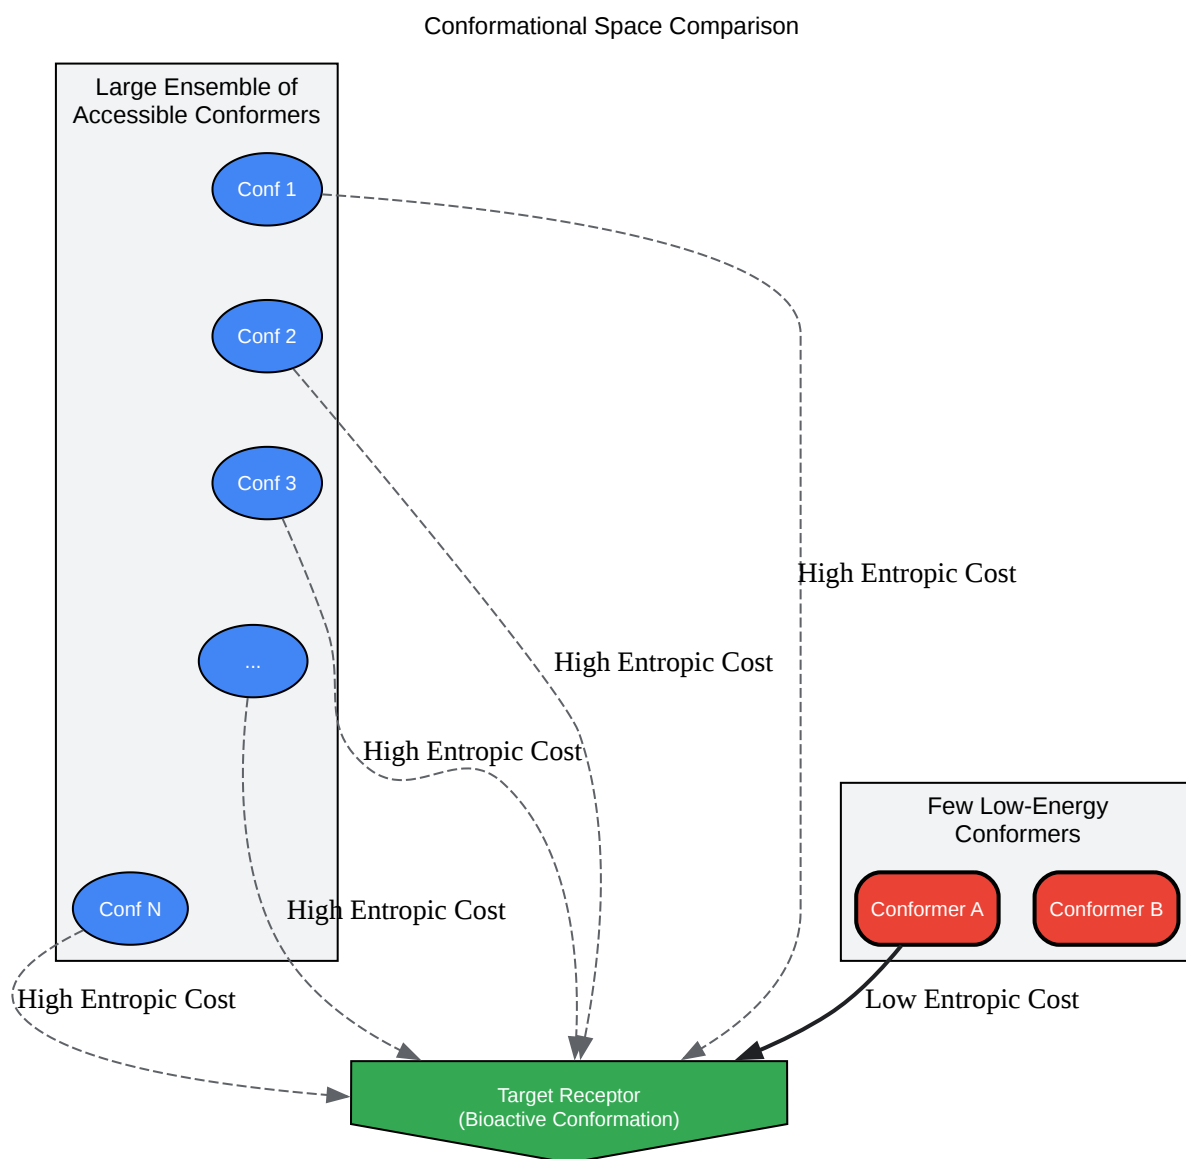 Conformational Space Comparison
Large Ensemble of
Accessible Conformers
Conf 1
Conf 2
Conf 3
High Entropic Cost
...
High Entropic Cost
High Entropic Cost
Few Low-Energy
Conformers
Conf N
High Entropic Cost
Conformer A
Conformer B
High Entropic Cost
Low Entropic Cost
Target Receptor
(Bioactive Conformation)